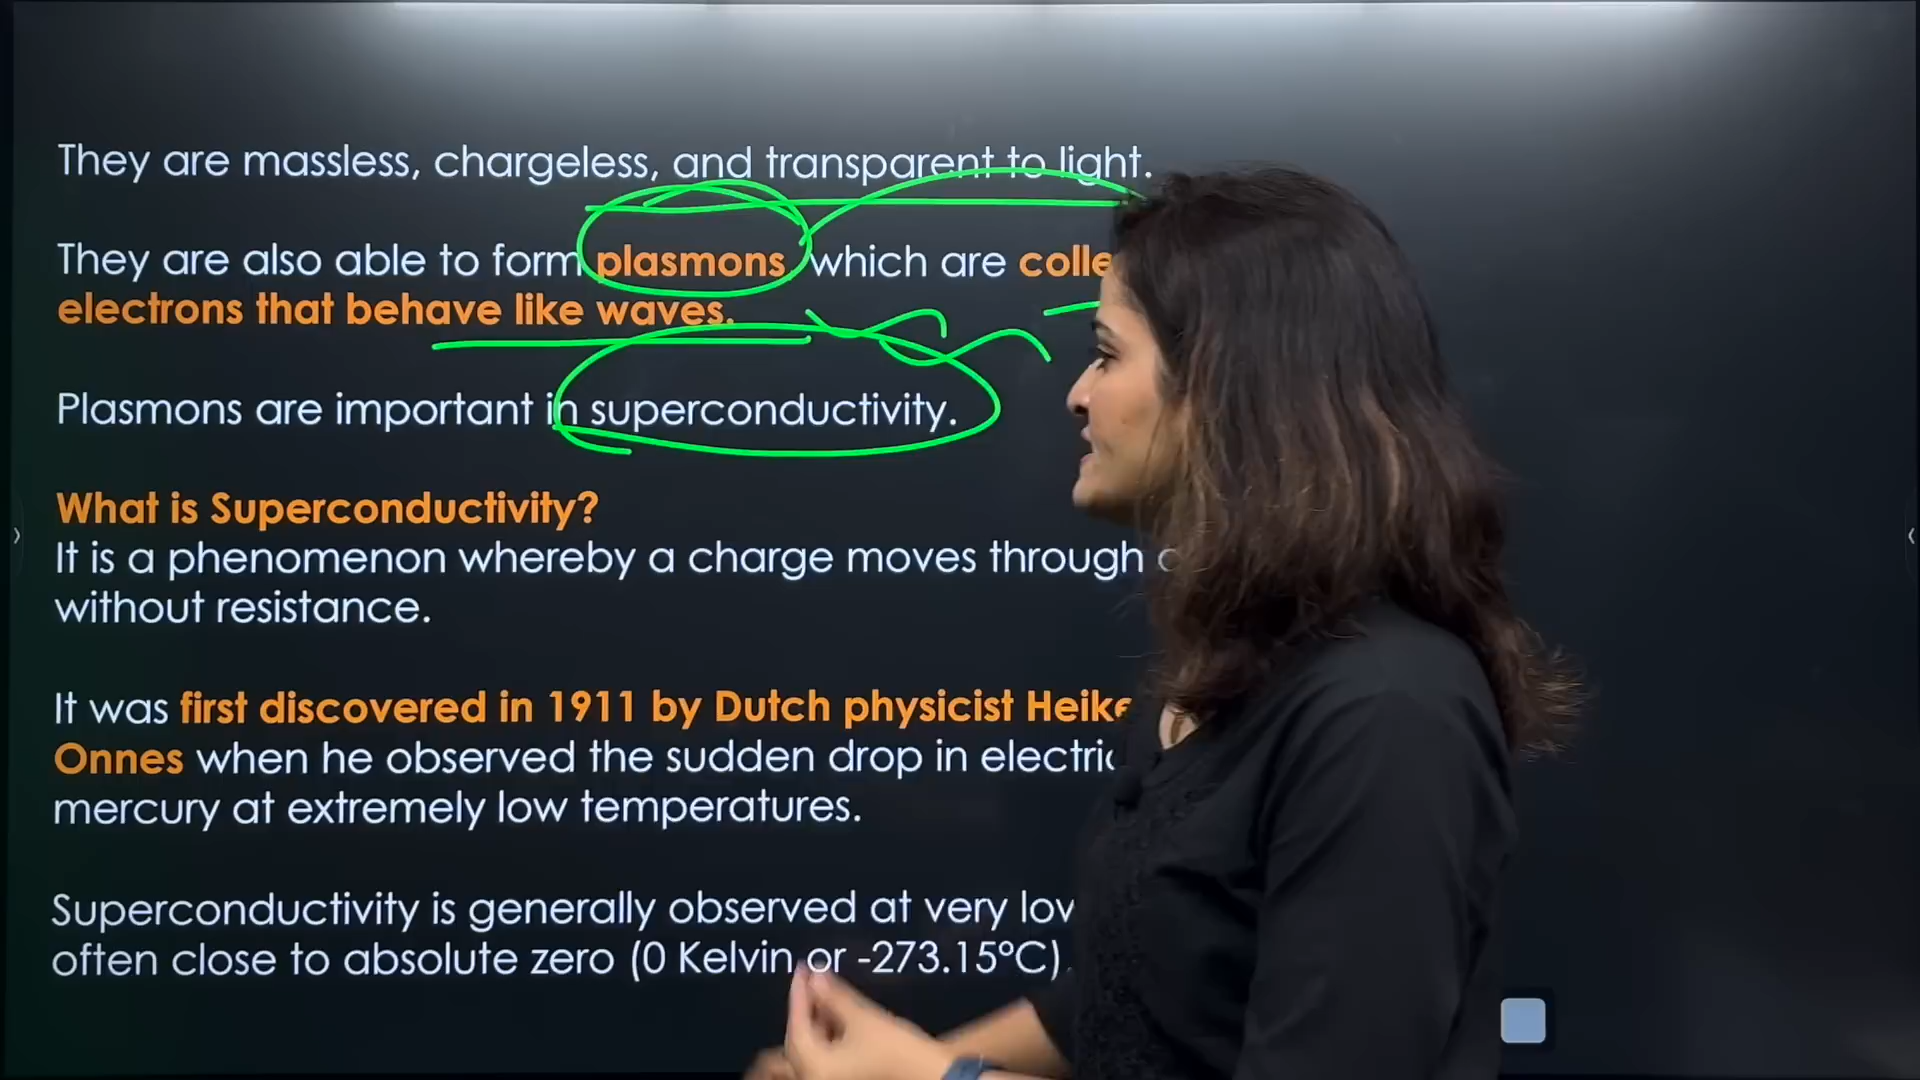 They are massless, chargeless, and transparent to light.
They are also able to form plasmons, which are
electrons that behave like waves.
Plasmons are important in superconductivity.
What is Superconductivity?
It is a phenomenon whereby a charge moves through
without resistance.
It was first discovered in 1911 by Dutch physicist Heike
Onnes when he observed the sudden drop in
mercury at extremely low temperatures.
Superconductivity is generally observed at very
often close to absolute zero (0 Kelvin or -273.15°C).